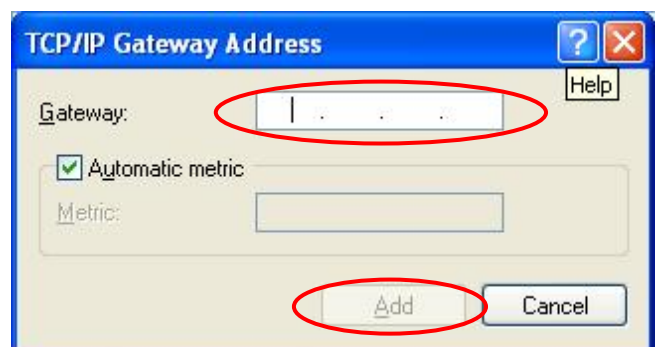 TCP/IP Gateway Address
?
Help
Gateway:
. . .
Automatic metric
Metric:
Add Cancel